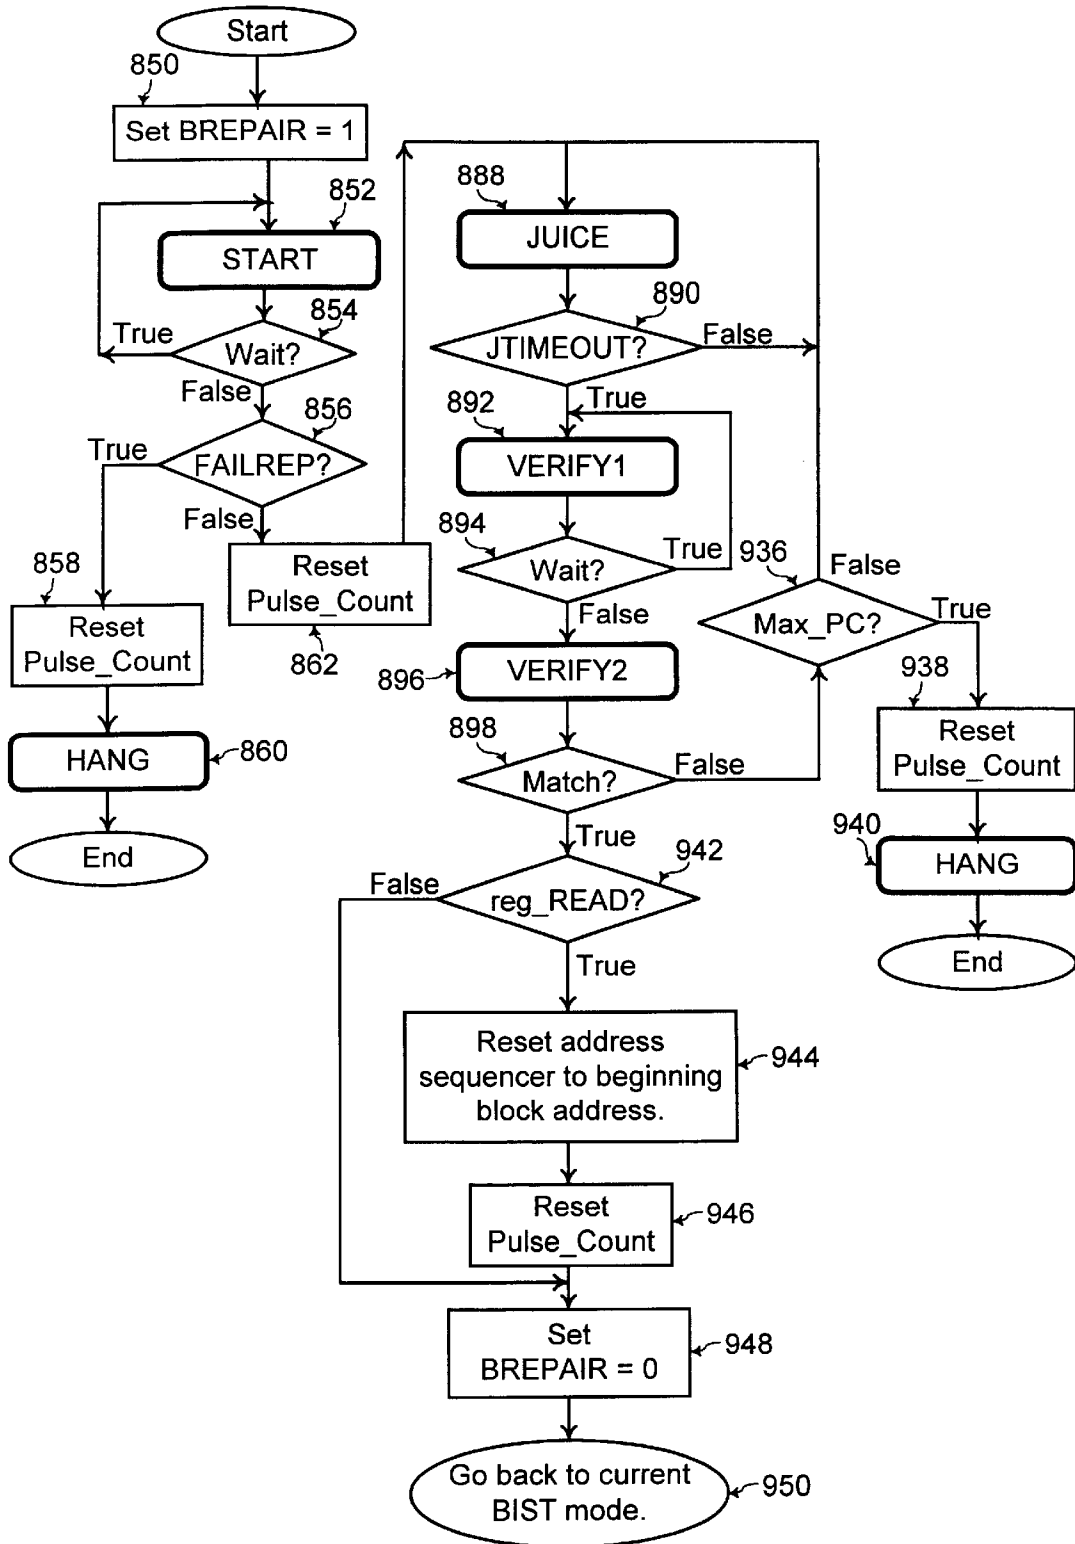 Start
850
Set BREPAIR = 1
852
START
854
True
Wait?
False
856
True
FAILREP?
False
858
Reset
Pulse_Count
860
HANG
End
Reset
Pulse_Count
862
888
JUICE
890
JTIMEOUT?
False
True
892
VERIFY1
894
Wait?
True
False
896
VERIFY2
898
Match?
False
True
936
False
Max_PC?
True
938
Reset
Pulse_Count
940
HANG
End
942
False
reg_READ?
True
Reset address
sequencer to beginning
block address.
944
Reset
Pulse_Count
946
Set
BREPAIR = 0
948
Go back to current
BIST mode.
950